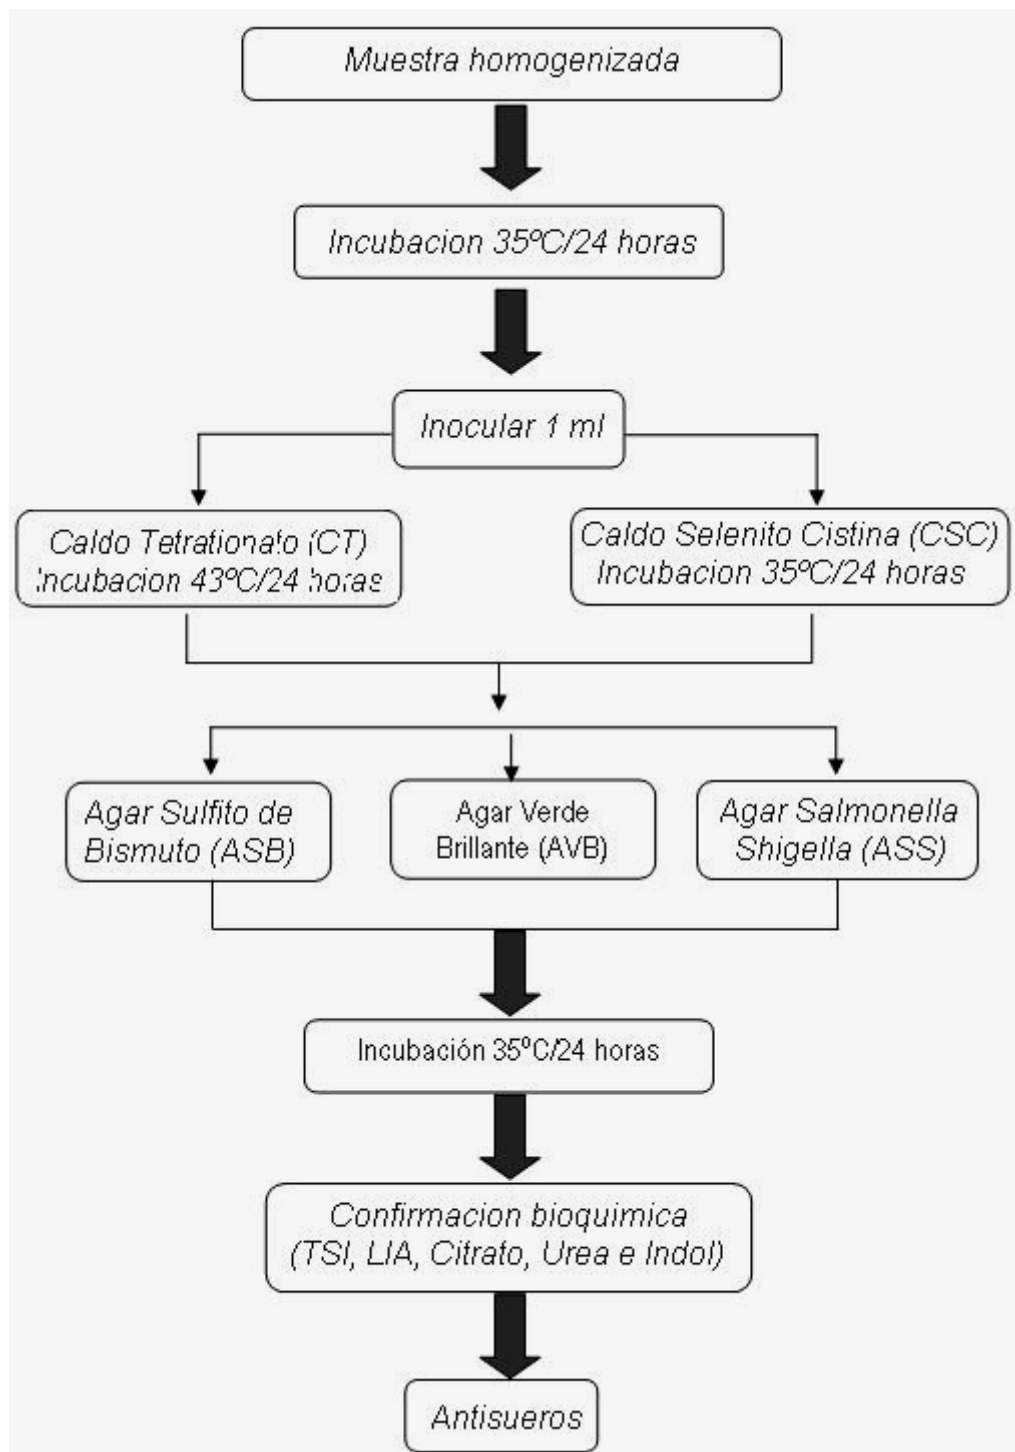 Muestra homogenizada
Incubacion 35ºC/24 horas
Inocular 1 ml
Caldo Tetrationato (CT)
Incubacion 43ºC/24 horas
Caldo Selenito Cistina (CSC)
Incubacion 35ºC/24 horas
Agar Sulfito de
Bismuto (ASB)
Agar Verde
Brillante (AVB)
Agar Salmonella
Shigella (ASS)
Incubación 35ºC/24 horas
Confirmacion bioquimica
(TSI, LIA, Citrato, Urea e Indol)
Antisueros